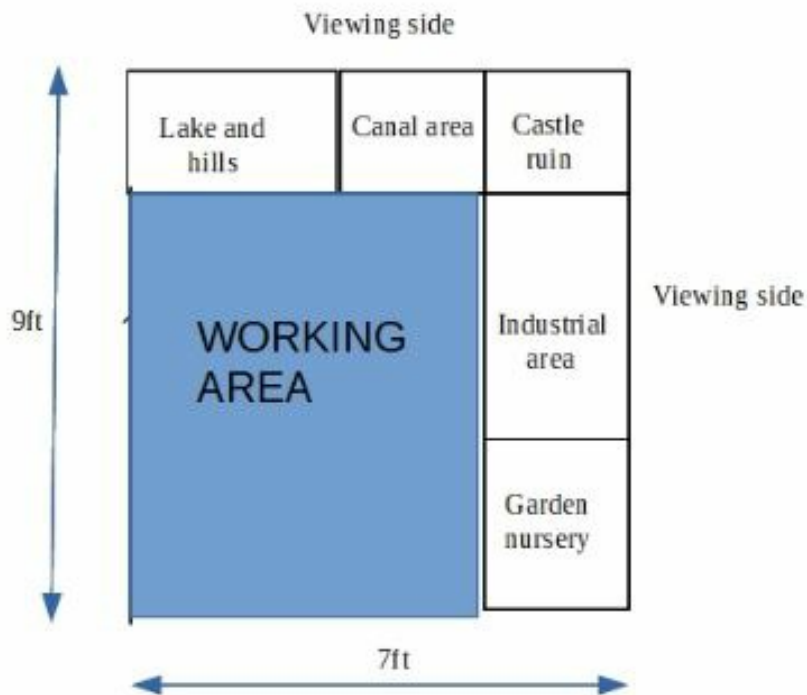 Viewing side
Lake and
hills
Canal area
Castle
ruin
9ft
WORKING
AREA
Industrial
area
Viewing side
Garden
nursery
7ft